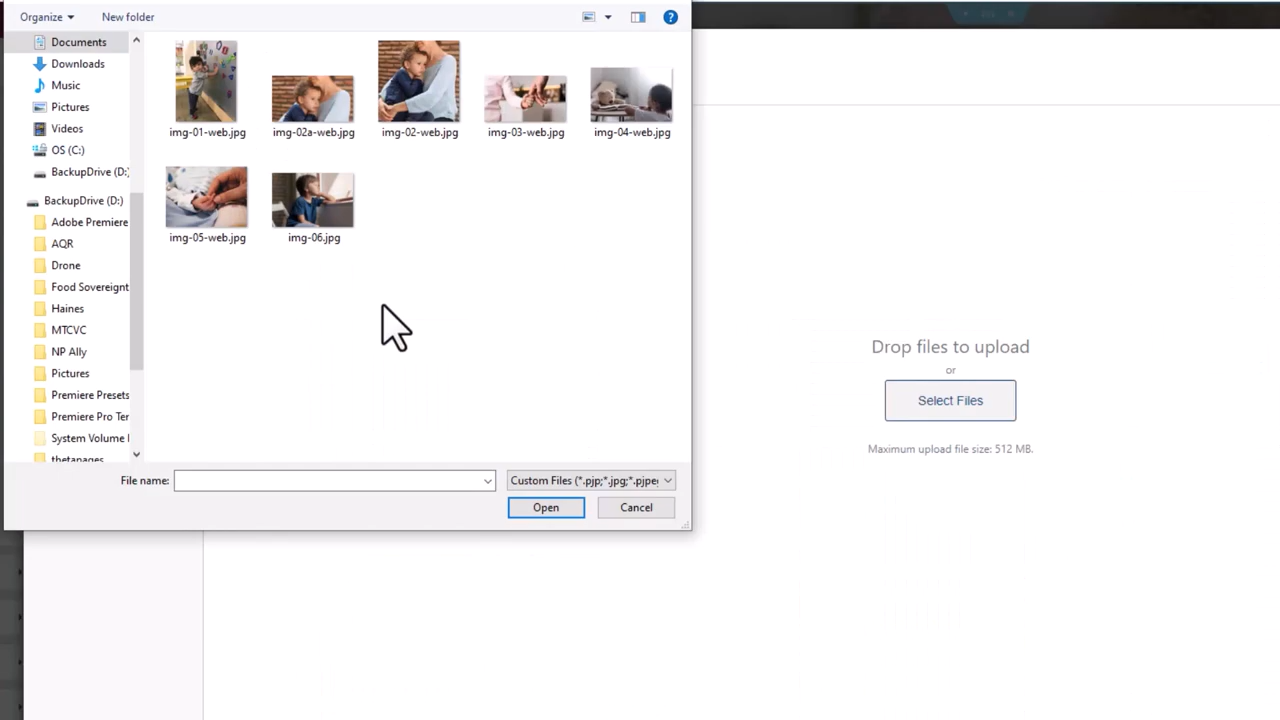 Organize
New folder
Documents
Downloads
Music
Pictures
Videos
OS (C:)
BackupDrive (D:)
BackupDrive (D:)
Adobe Premiere
AQR
Drone
Food Sovereignt
Haines
MTCVC
NP Ally
Pictures
Premiere Presets
Premiere Pro Ter
System Volume I
thetapages
img-01-web.jpg
img-02a-web.jpg
img-02-web.jpg
img-03-web.jpg
img-04-web.jpg
img-05-web.jpg
img-06.jpg
File name:
Custom Files (*.pjp;*.jpg;*.pjpeg
Open
Cancel
Drop files to upload
or
Select Files
Maximum upload file size: 512 MB.